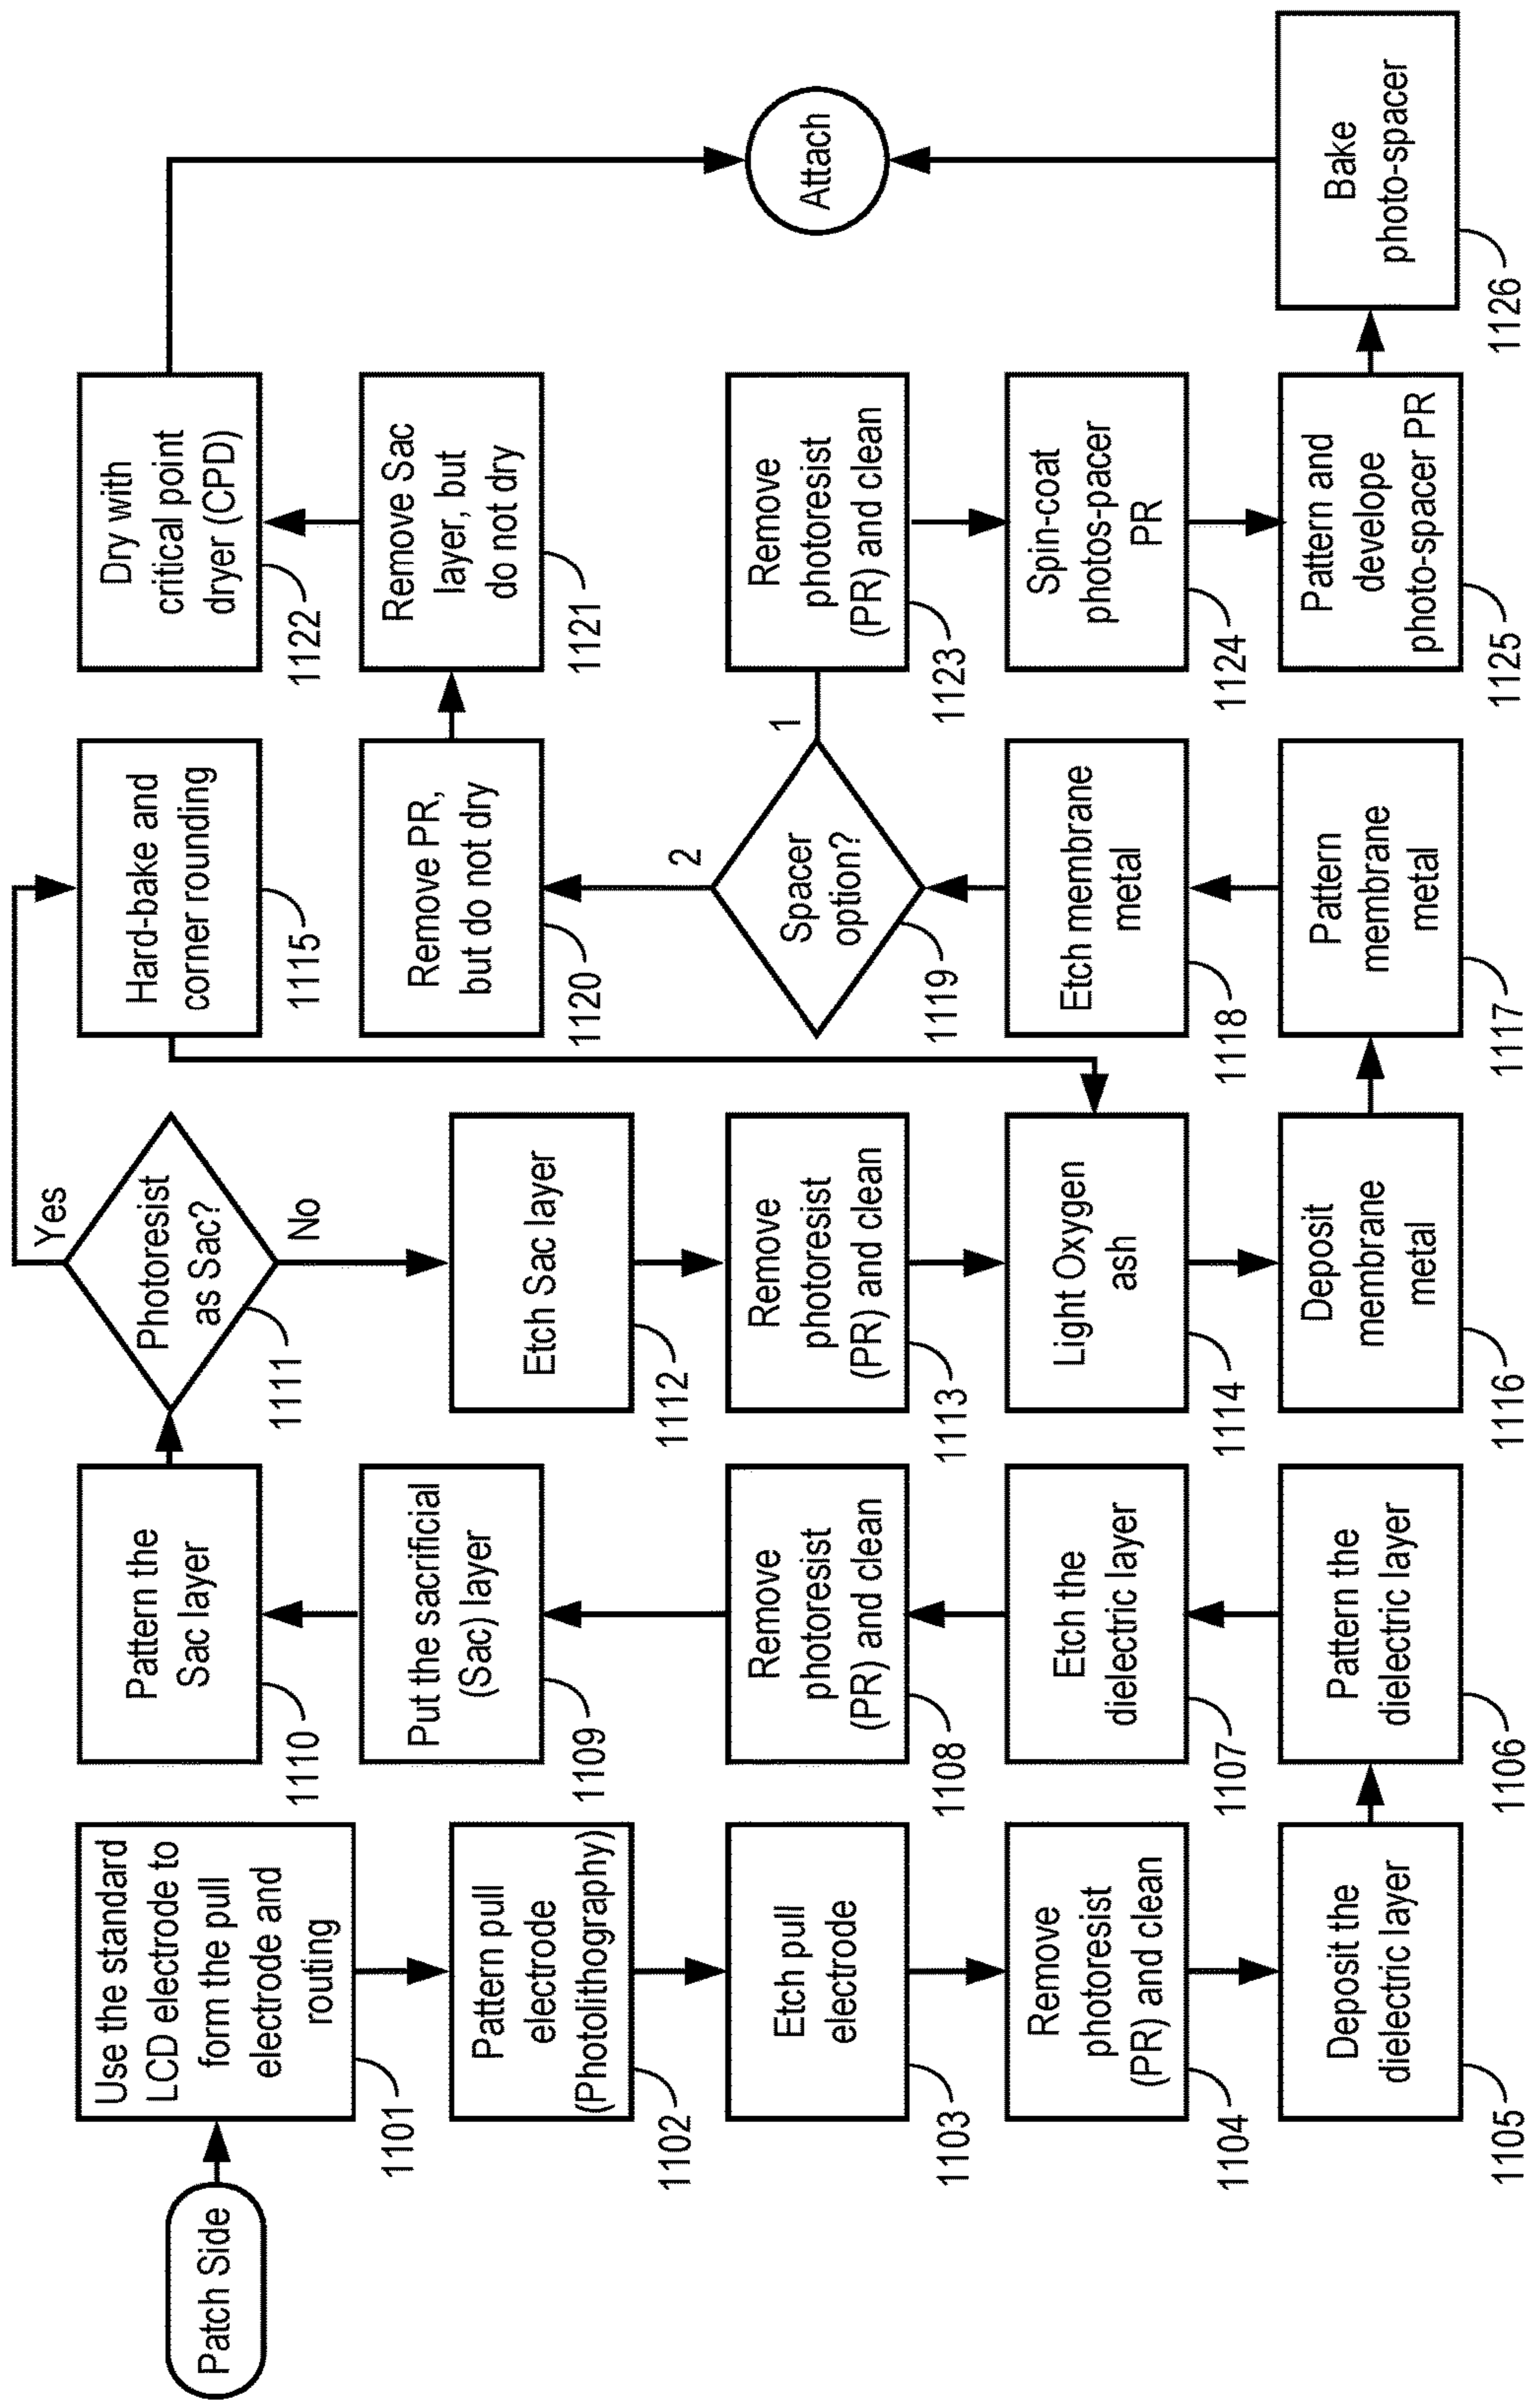 Patch Side
Use the standard
LCD electrode to
form the pull
electrode and
routing
1101
Pattern pull
electrode
(Photolithography)
1102
Etch pull
electrode
1103
Remove
photoresist
(PR) and clean
1104
Deposit the
dielectric layer
1105
Pattern the
dielectric layer
1106
Etch the
dielectric layer
1107
Remove
photoresist
(PR) and clean
1108
Put the sacrificial
(Sac) layer
1109
Pattern the
Sac layer
1110
Photoresist
as Sac?
1111
Yes
No
Etch Sac layer
1112
Remove
photoresist
(PR) and clean
1113
Light Oxygen
ash
1114
Hard-bake and
corner rounding
1115
Deposit
membrane
metal
1116
Pattern
membrane
metal
1117
Etch membrane
metal
1118
Spacer
option?
1119
2
1
Remove PR,
but do not dry
1120
Remove Sac
layer, but
do not dry
1121
Dry with
critical point
dryer (CPD)
1122
Remove
photoresist
(PR) and clean
1123
Spin-coat
photos-pacer
PR
1124
Pattern and
develope
photo-spacer PR
1125
Bake
photo-spacer
1126
Attach